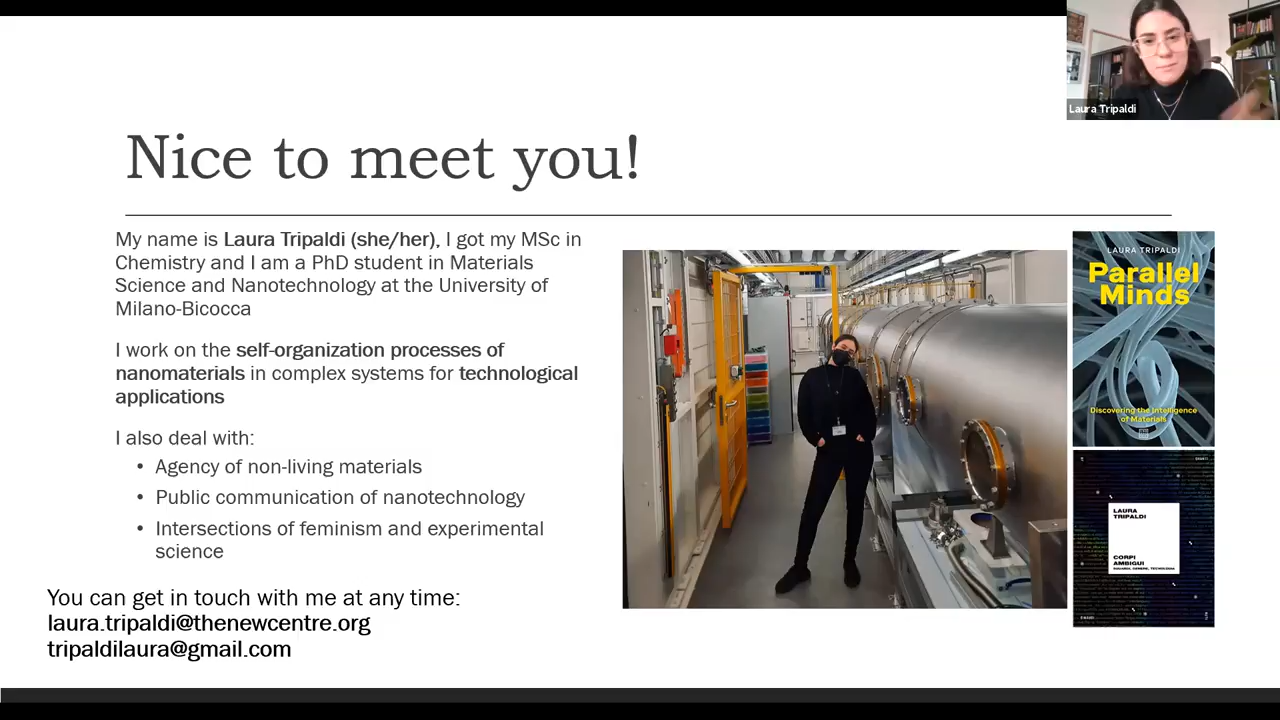 Laura Tripaldi
Nice to meet you!
My name is Laura Tripaldi (she/her), I got my MSc in
Chemistry and I am a PhD student in Materials
Science and Nanotechnology at the University of
Milano-Bicocca
I work on the self-organization processes of
nanomaterials in complex systems for technological
applications
I also deal with:
• Agency of non-living materials
• Public communication of nanotechnology
• Intersections of feminism and experimental
science
You can get in touch with me at any time:
laura.tripaldi@thenewcentre.org
tripaldilaura@gmail.com
LAURA TRIPALDI
Parallel
Minds
Discovering the Intelligence
of Materials
LAURA
TRIPALDI
CORPI
AMBIGUI